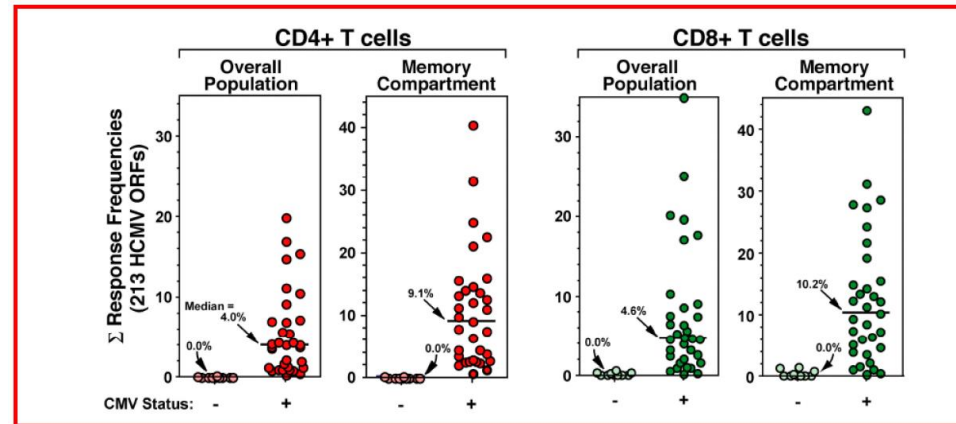 CD4+ T cells
CD8+ T cells
Overall
Population
Memory
Compartment
Overall
Population
Memory
Compartment
Σ Response Frequencies
(213 HCMV ORFs)
30
20
10
0
Median =
4.0%
0.0%
40
30
20
10
0
9.1%
0.0%
30
20
10
0
4.6%
0.0%
40
30
20
10
0
10.2%
0.0%
CMV Status: - + - + - + - +